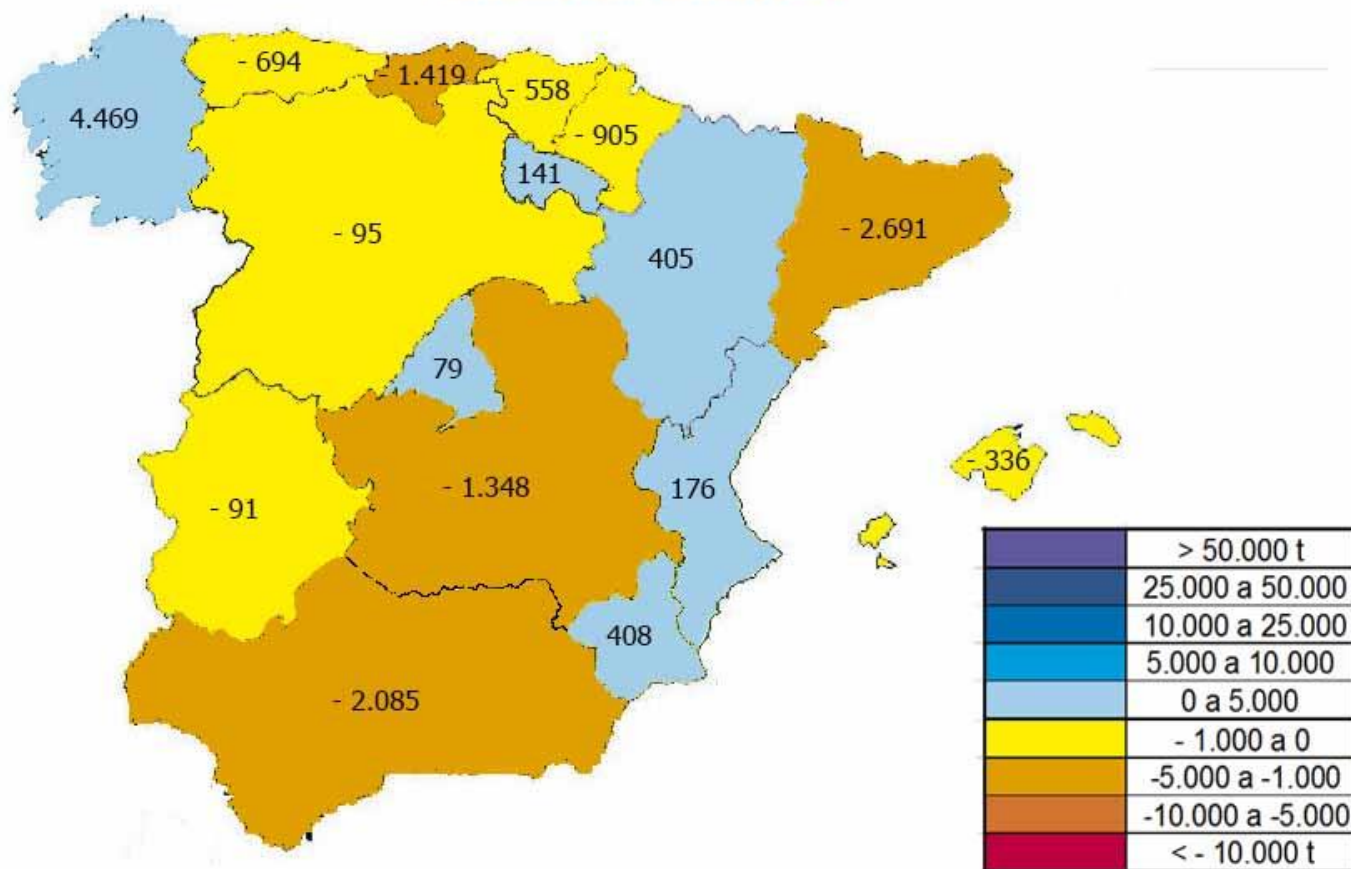 - 694
- 1.419
- 558
4.469
- 905
141
- 95
- 2.691
405
79
- 336
- 1.348
176
- 91
408
- 2.085
> 50.000 t
25.000 a 50.000
10.000 a 25.000
5.000 a 10.000
0 a 5.000
- 1.000 a 0
-5.000 a -1.000
-10.000 a -5.000
< - 10.000 t